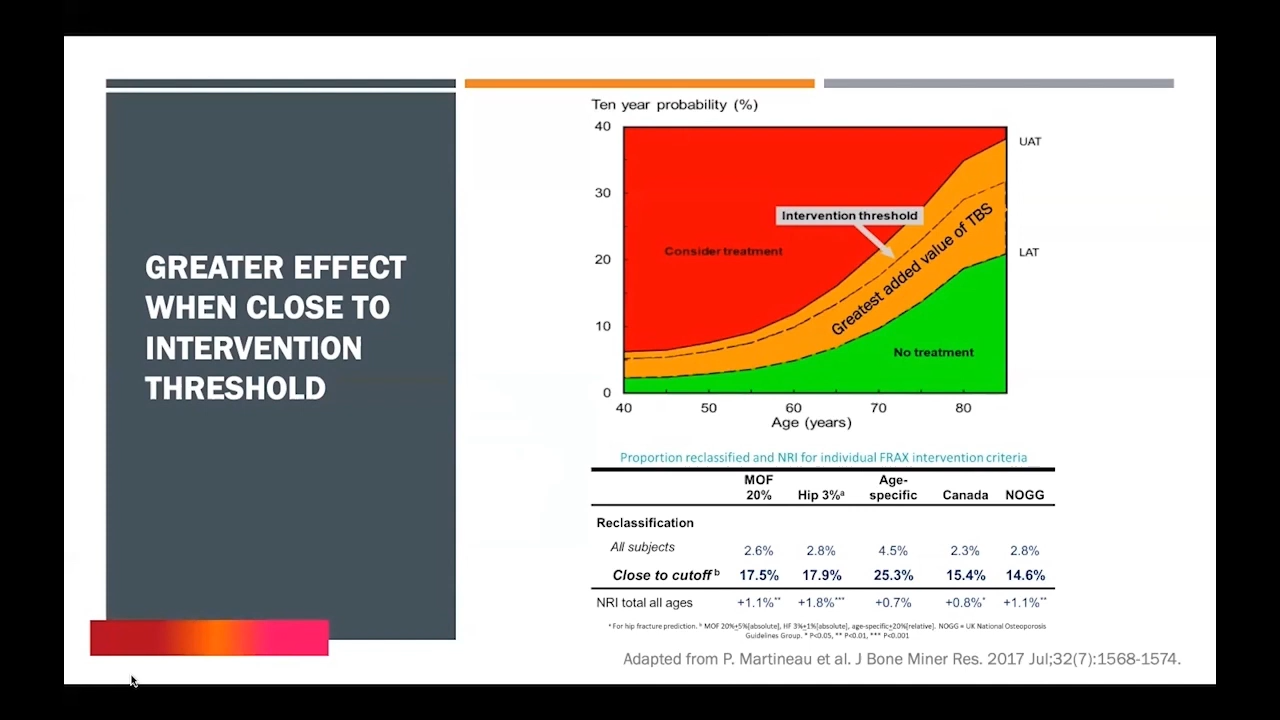 GREATER EFFECT
WHEN CLOSE TO
INTERVENTION
THRESHOLD
Ten year probability (%)
40
30
20
10
0
40 50 60 70 80
Age (years)
UAT
LAT
Intervention threshold
Consider treatment
Greatest added value of TBS
No treatment
Proportion reclassified and NRI for individual FRAX intervention criteria
MOF 20% Hip 3%ᵃ Age-specific Canada NOGG
Reclassification
All subjects 2.6% 2.8% 4.5% 2.3% 2.8%
Close to cutoff ᵇ 17.5% 17.9% 25.3% 15.4% 14.6%
NRI total all ages +1.1%** +1.8%*** +0.7% +0.8%* +1.1%**
ᵃ For hip fracture prediction. ᵇ MOF 20%±5%[absolute], HF 3%±1%[absolute], age-specific±20%[relative]. NOGG = UK National Osteoporosis
Guidelines Group. * P<0.05, ** P<0.01, *** P<0.001
Adapted from P. Martineau et al. J Bone Miner Res. 2017 Jul;32(7):1568-1574.